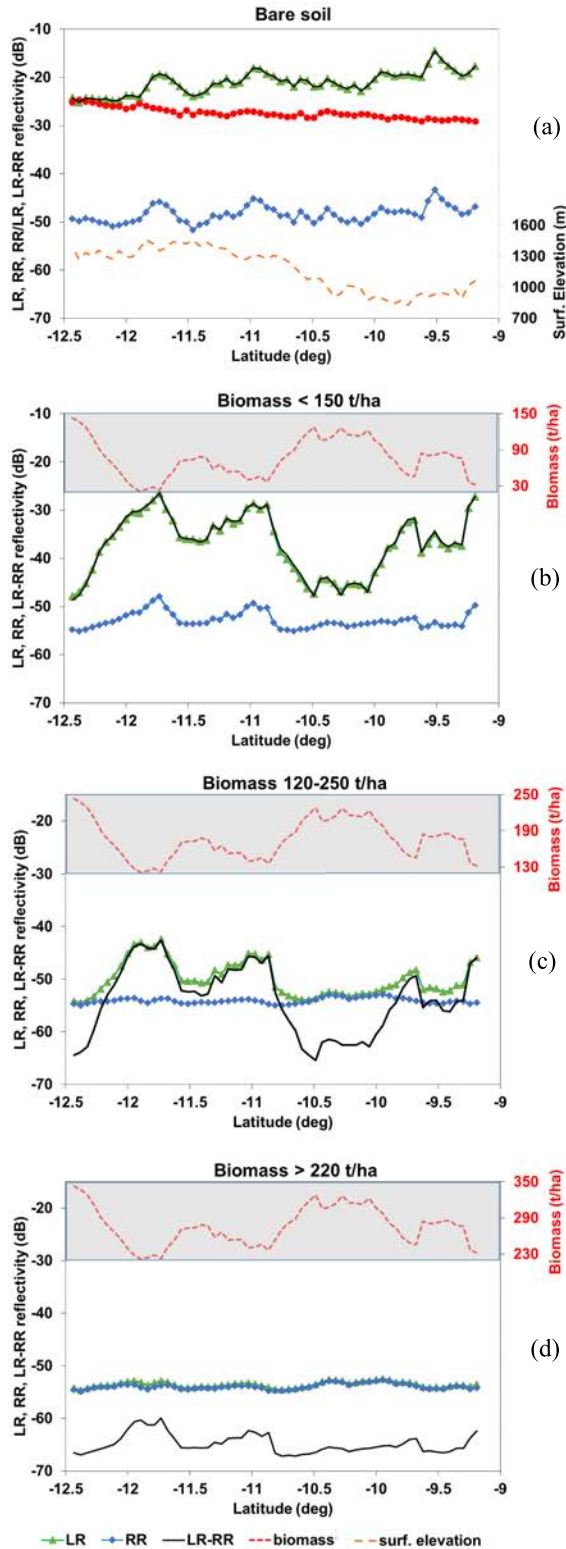 Bare soil
LR, RR, RR/LR, LR-RR reflectivity (dB)
-10
-20
-30
-40
-50
-60
-70
1600
1300
1000
700
Surf. Elevation (m)
-12.5 -12 -11.5 -11 -10.5 -10 -9.5 -9
Latitude (deg)
(a)
Biomass < 150 t/ha
LR, RR, LR-RR reflectivity (dB)
-10
-20
-30
-40
-50
-60
-70
150
90
30
Biomass (t/ha)
-12.5 -12 -11.5 -11 -10.5 -10 -9.5 -9
Latitude (deg)
(b)
Biomass 120-250 t/ha
LR, RR, LR-RR reflectivity (dB)
-20
-30
-40
-50
-60
-70
250
190
130
Biomass (t/ha)
-12.5 -12 -11.5 -11 -10.5 -10 -9.5 -9
Latitude (deg)
(c)
Biomass > 220 t/ha
LR, RR, LR-RR reflectivity (dB)
-20
-30
-40
-50
-60
-70
350
290
230
Biomass (t/ha)
-12.5 -12 -11.5 -11 -10.5 -10 -9.5 -9
Latitude (deg)
(d)
LR RR LR-RR biomass surf. elevation